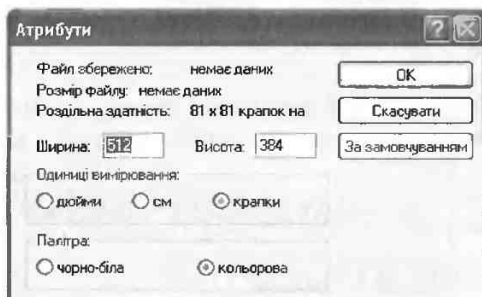 Атрибути
Файл збережено: немає даних
Розмір файлу: немає даних
Роздільна здатність: 81 x 81 крапок на
OK
Скасувати
За замовчуванням
Ширина: 512 Висота: 384
Одиниці вимірювання:
дюйми см крапки
Палітра:
чорно-біла кольорова